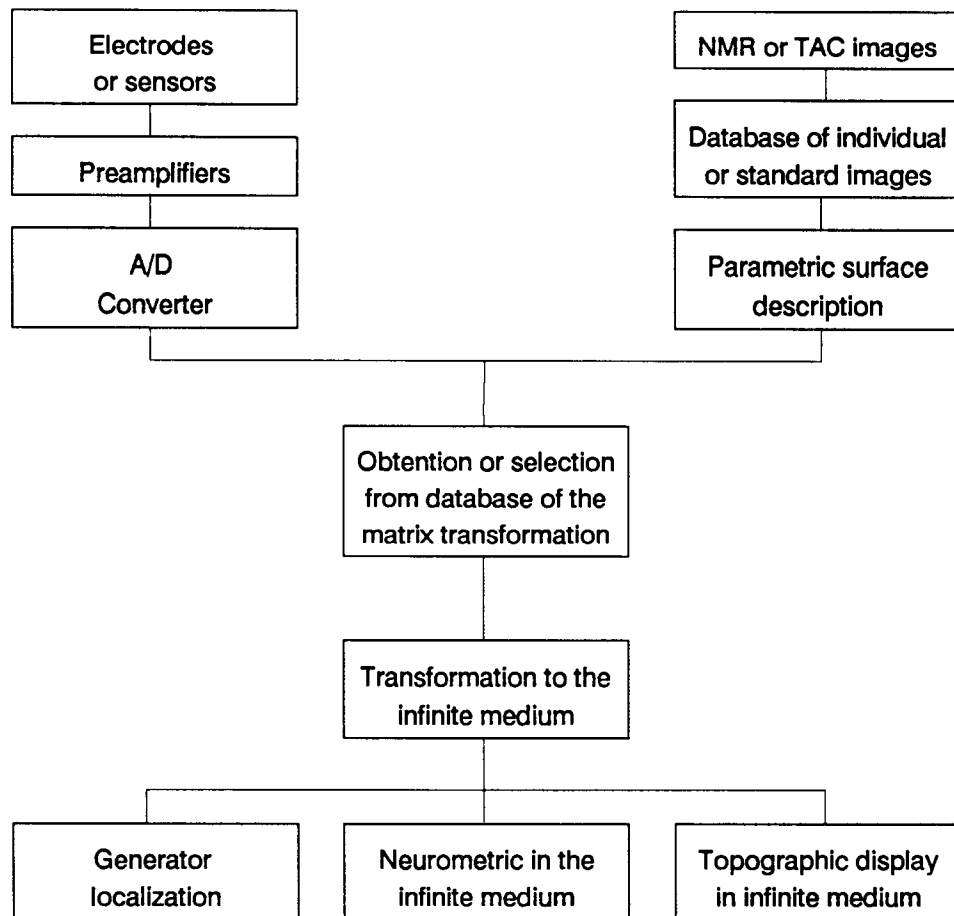 Electrodes
or sensors
Preamplifiers
A/D
Converter
NMR or TAC images
Database of individual
or standard images
Parametric surface
description
Obtention or selection
from database of the
matrix transformation
Transformation to the
infinite medium
Generator
localization
Neurometric in the
infinite medium
Topographic display
in infinite medium